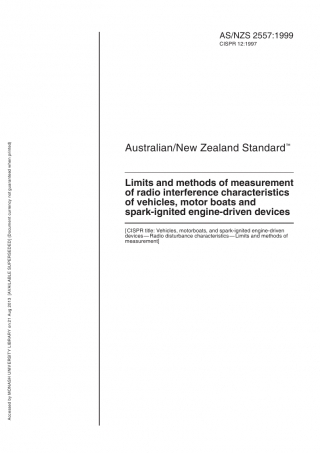 AS/NZS 2557:1999
CISPR 12:1997
Australian/New Zealand Standard™
Limits and methods of measurement
of radio interference characteristics
of vehicles, motor boats and
spark-ignited engine-driven devices
[CISPR title: Vehicles, motorboats, and spark-ignited engine-driven
devices—Radio disturbance characteristics—Limits and methods of
measurement]
Accessed by MONASH UNIVERSITY LIBRARY on 21 Aug 2013 [AVAILABLE SUPERSEDED] (Document currency not guaranteed when printed)